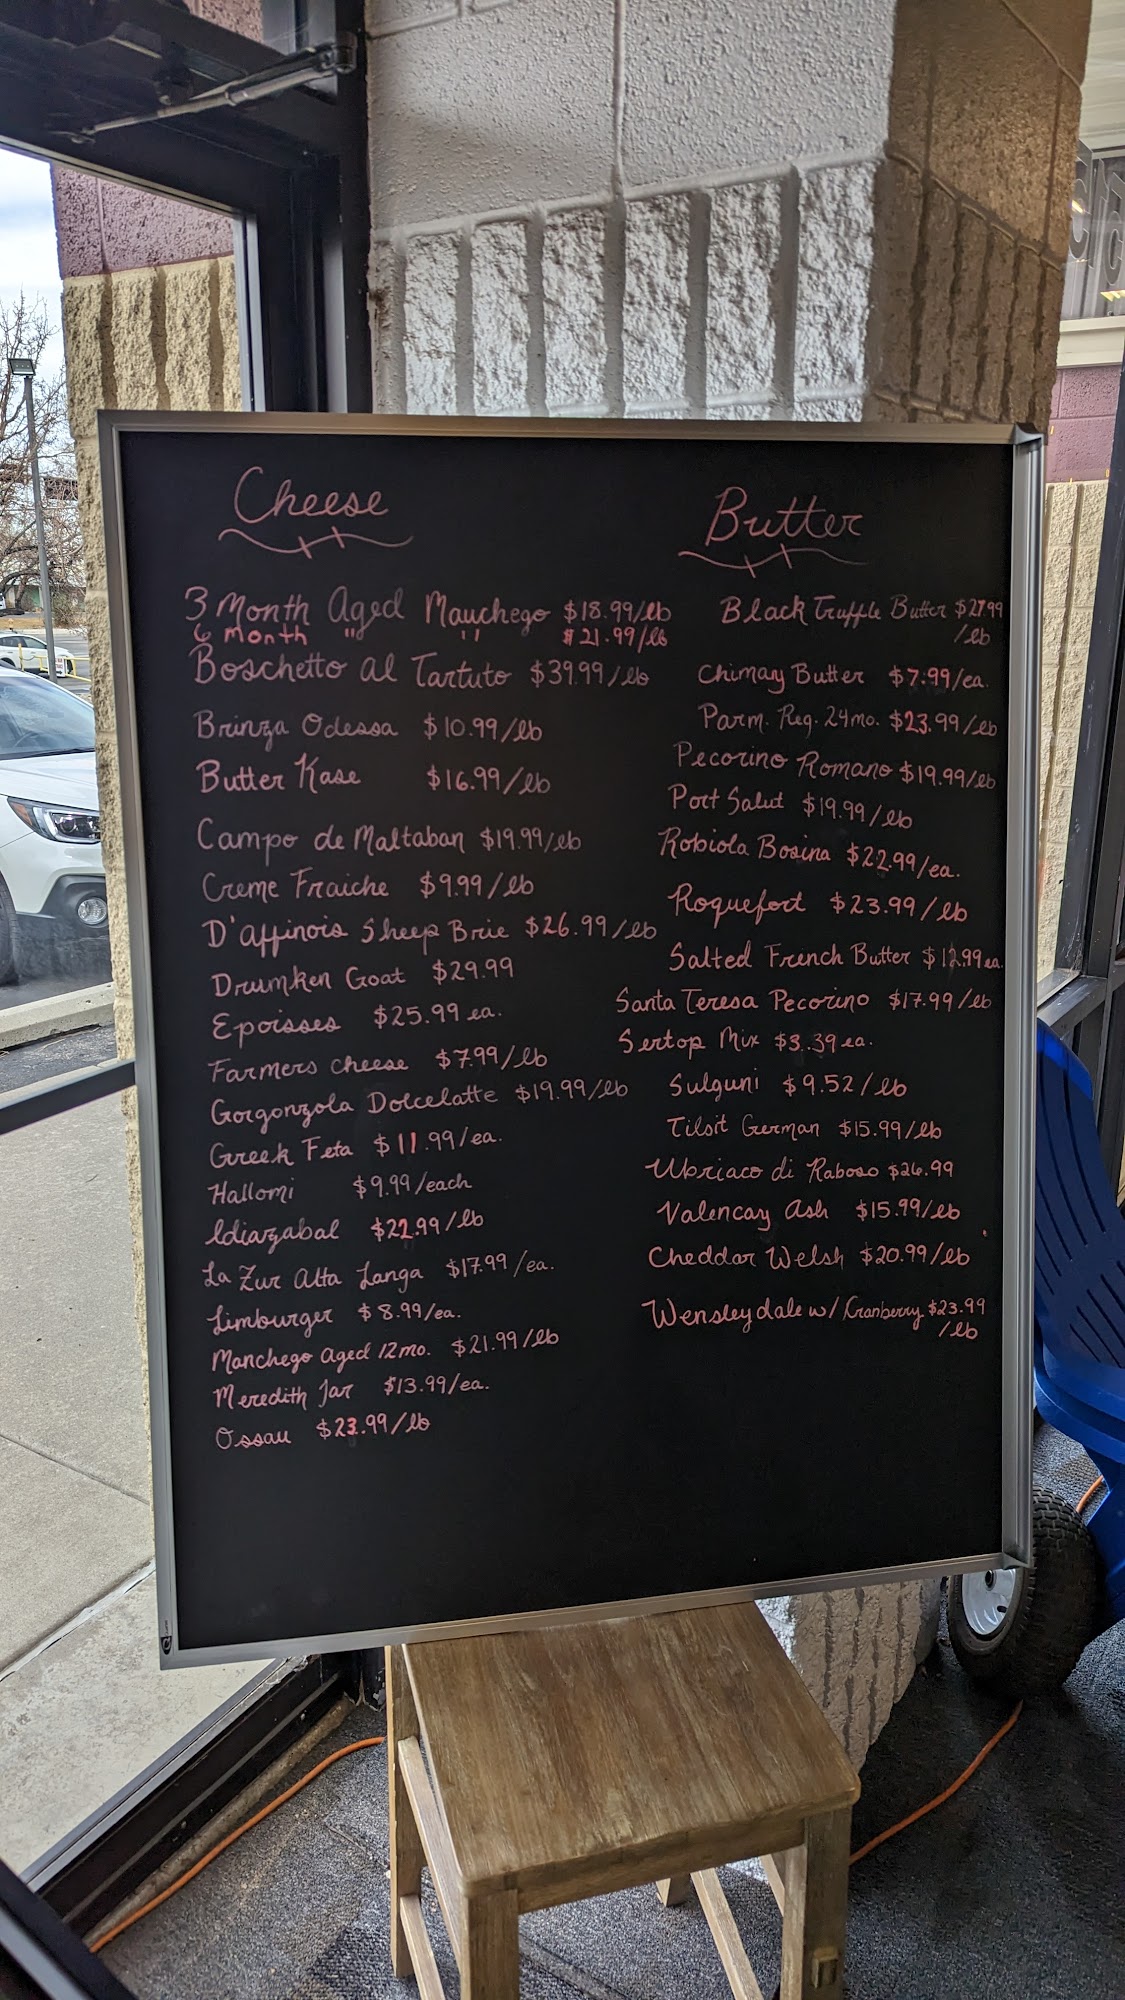 Cheese
3 Month Aged Manchego $18.99/lb
6 month " " $21.99/lb
Boschetto al Tartuto $39.99/lb
Brinza Odessa $10.99/lb
Butter Kase $16.99/lb
Campo de Maltaban $19.99/lb
Creme Fraiche $9.99/lb
D'affinois Sheep Brie $26.99/lb
Drumken Goat $29.99
Epoisses $25.99 ea.
Farmers cheese $7.99/lb
Gorgonzola Dolcelatte $19.99/lb
Greek Feta $11.99/ea.
Hallomi $9.99/each
Idiazabal $22.99/lb
La Zur Alta Langa $17.99/ea.
Limburger $8.99/ea.
Manchego Aged 12mo. $21.99/lb
Meredith Jar $13.99/ea.
Ossau $23.99/lb
Butter
Black Truffle Butter $27.99
/lb
Chimay Butter $7.99/ea.
Parm. Reg. 24mo. $23.99/lb
Pecorino Romano $19.99/lb
Port Salut $19.99/lb
Robiola Bosina $22.99/ea.
Roquefort $23.99/lb
Salted French Butter $12.99 ea.
Santa Teresa Pecorino $17.99/lb
Sertop Mix $3.39 ea.
Sulguni $9.52/lb
Tilsit German $15.99/lb
Ubriaco di Raboso $26.99
Valencay Ash $15.99/lb
Cheddar Welsh $20.99/lb
Wensleydale w/ Cranberry $23.99
/lb